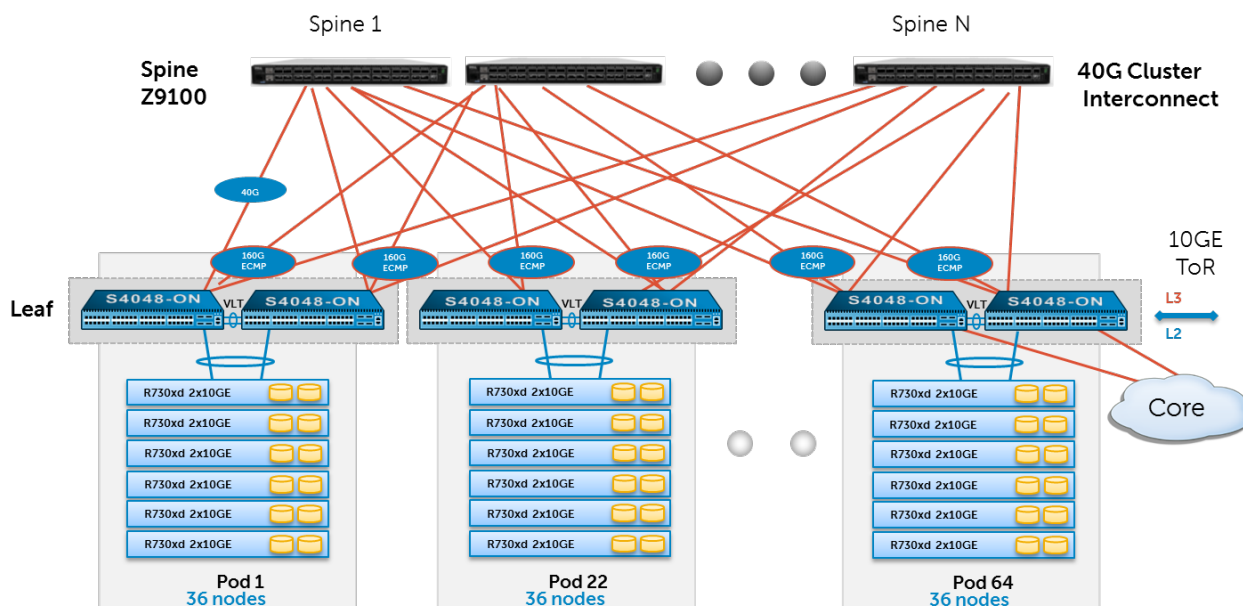 Spine 1
Spine N
Spine
Z9100
40G Cluster
Interconnect
40G
160G
ECMP
160G
ECMP
160G
ECMP
160G
ECMP
160G
ECMP
160G
ECMP
10GE
ToR
Leaf
S4048-ON
VLT
S4048-ON
S4048-ON
VLT
S4048-ON
S4048-ON
VLT
S4048-ON
L3
L2
R730xd 2x10GE
R730xd 2x10GE
R730xd 2x10GE
R730xd 2x10GE
R730xd 2x10GE
R730xd 2x10GE
Pod 1
36 nodes
R730xd 2x10GE
R730xd 2x10GE
R730xd 2x10GE
R730xd 2x10GE
R730xd 2x10GE
R730xd 2x10GE
Pod 22
36 nodes
R730xd 2x10GE
R730xd 2x10GE
R730xd 2x10GE
R730xd 2x10GE
R730xd 2x10GE
R730xd 2x10GE
Pod 64
36 nodes
Core